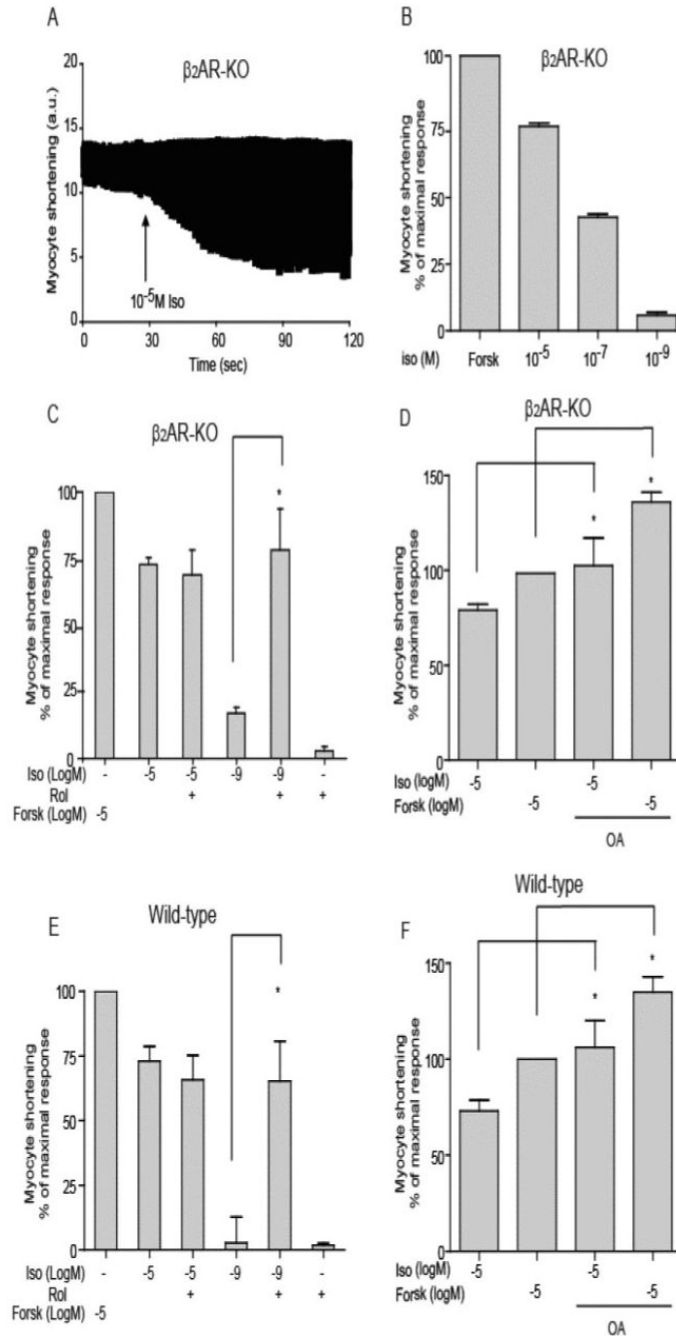 A
β₂AR-KO
Myocyte shortening (a.u.)
20
15
10
5
0
10⁻⁵M Iso
0 30 60 90 120
Time (sec)
B
β₂AR-KO
Myocyte shortening
% of maximal response
100
75
50
25
0
iso (M) Forsk 10⁻⁵ 10⁻⁷ 10⁻⁹
C
β₂AR-KO
Myocyte shortening
% of maximal response
100
75
50
25
0
*
Iso (LogM) - -5 -5 -9 -9 -
Rol + + +
Forsk (LogM) -5
D
β₂AR-KO
Myocyte shortening
% of maximal response
150
100
50
0
* *
Iso (logM) -5 -5
Forsk (logM) -5 -5
OA
E
Wild-type
Myocyte shortening
% of maximal response
100
75
50
25
0
*
Iso (LogM) - -5 -5 -9 -9 -
Rol + + +
Forsk (LogM) -5
F
Wild-type
Myocyte shortening
% of maximal response
150
100
50
0
* *
Iso (logM) -5 -5
Forsk (logM) -5 -5
OA